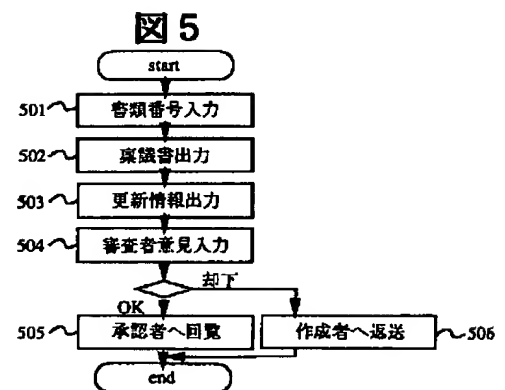 図5
start
501 書類番号入力
502 稟議書出力
503 更新情報出力
504 審査者意見入力
却下
OK
505 承認者へ回覧 作成者へ返送 506
end